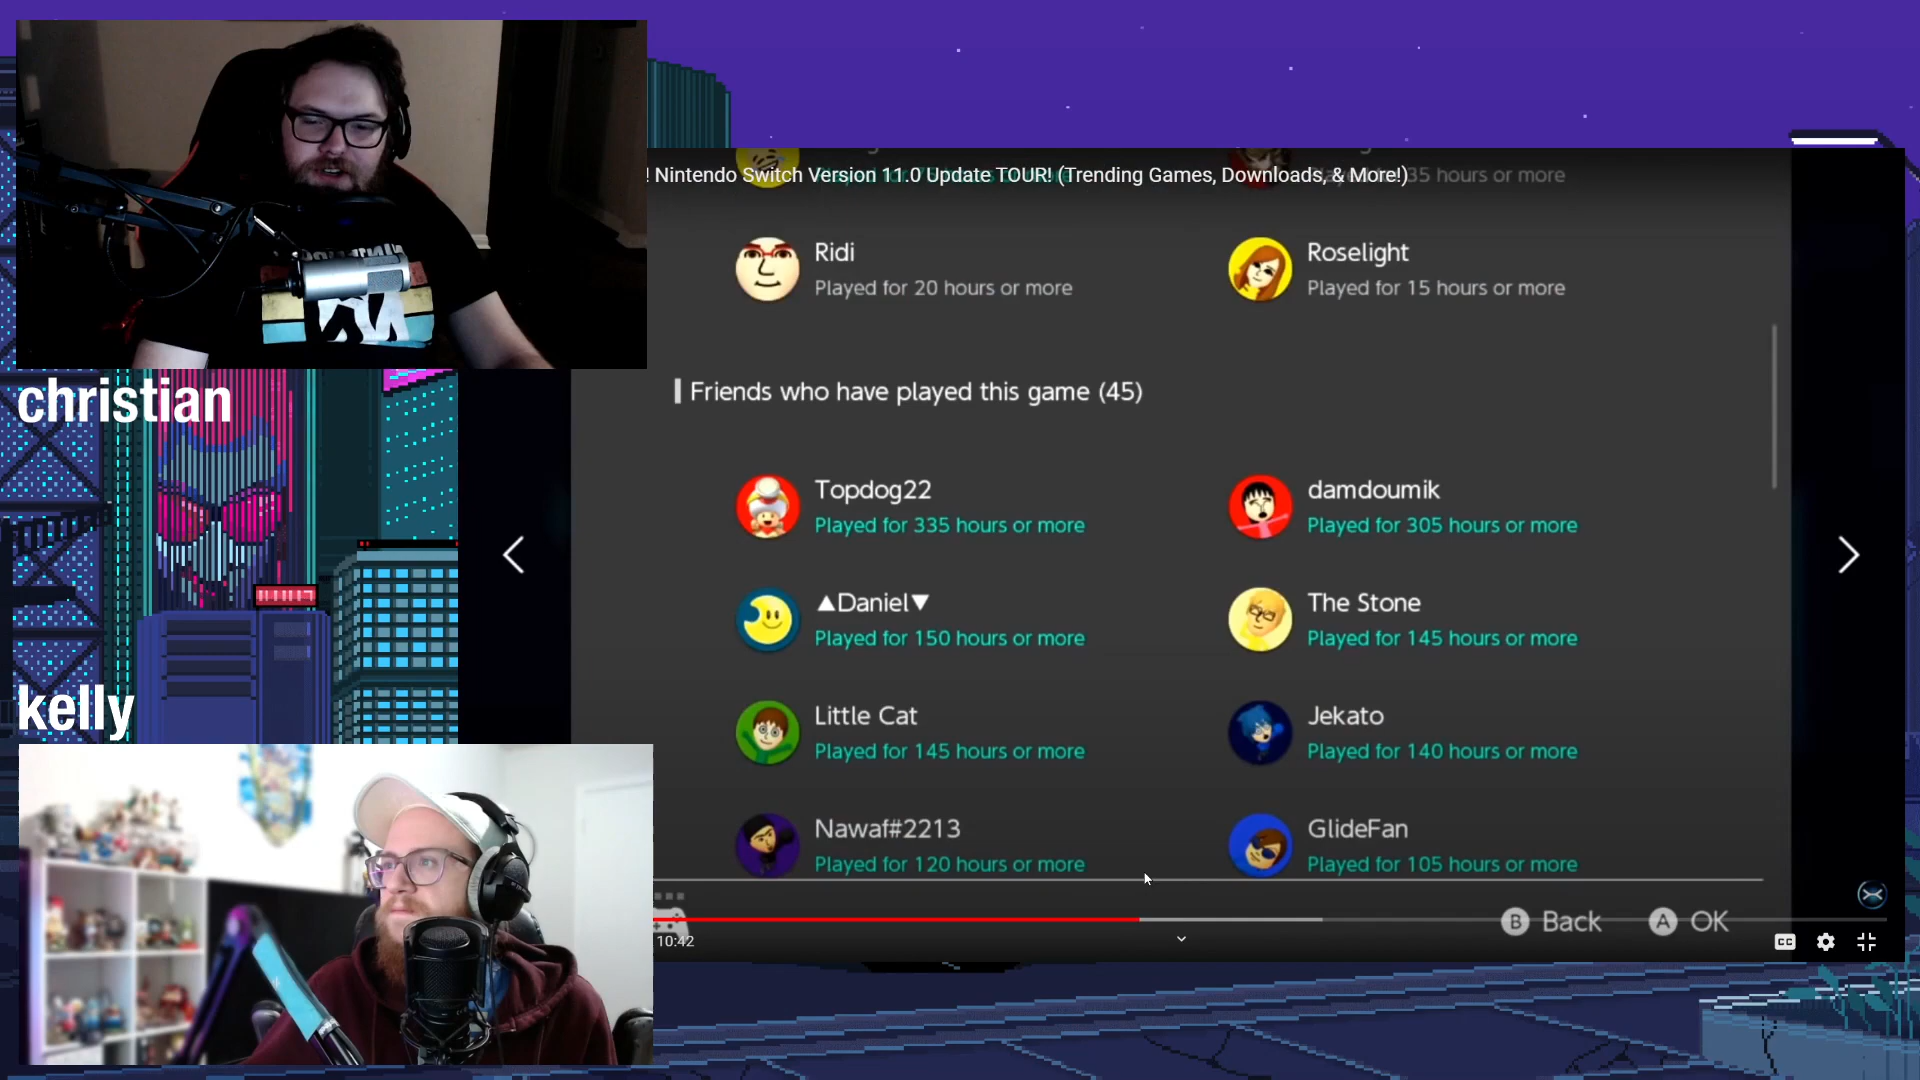 ! Nintendo Switch Version 11.0 Update TOUR! (Trending Games, Downloads, & More!)
35 hours or more
Ridi
Played for 20 hours or more
Roselight
Played for 15 hours or more
Friends who have played this game (45)
Topdog22
Played for 335 hours or more
damdoumik
Played for 305 hours or more
▲Daniel▼
Played for 150 hours or more
The Stone
Played for 145 hours or more
Little Cat
Played for 145 hours or more
Jekato
Played for 140 hours or more
Nawaf#2213
Played for 120 hours or more
GlideFan
Played for 105 hours or more
B Back
A OK
10:42
CC
christian
kelly